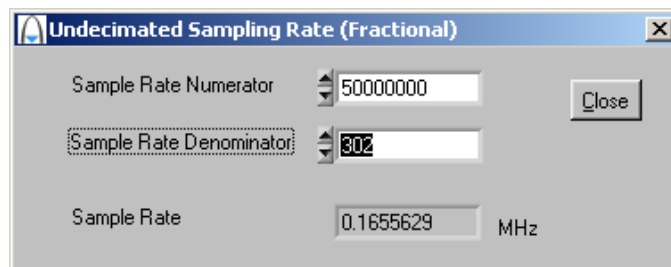 Undecimated Sampling Rate (Fractional)
Sample Rate Numerator 50000000
Close
Sample Rate Denominator 302
Sample Rate 0.1655629 MHz